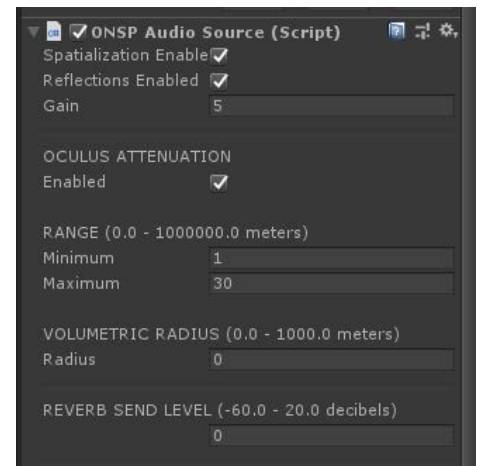 ONSP Audio Source (Script)
Spatialization Enable
Reflections Enabled
Gain 5
OCULUS ATTENUATION
Enabled
RANGE (0.0 - 1000000.0 meters)
Minimum 1
Maximum 30
VOLUMETRIC RADIUS (0.0 - 1000.0 meters)
Radius 0
REVERB SEND LEVEL (-60.0 - 20.0 decibels)
0